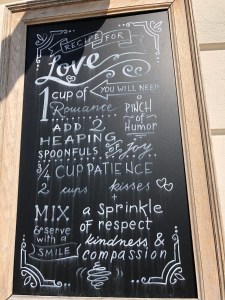 RECIPE FOR
Love
YOU WILL NEED
1 CUP OF
Romance
A PINCH
OF
Humor
ADD 2
HEAPING
SPOONFULS OF Joy
3/4 CUP PATIENCE
2 cups kisses
+
MIX
& serve
with a
SMILE
a Sprinkle
of respect
kindness &
compassion